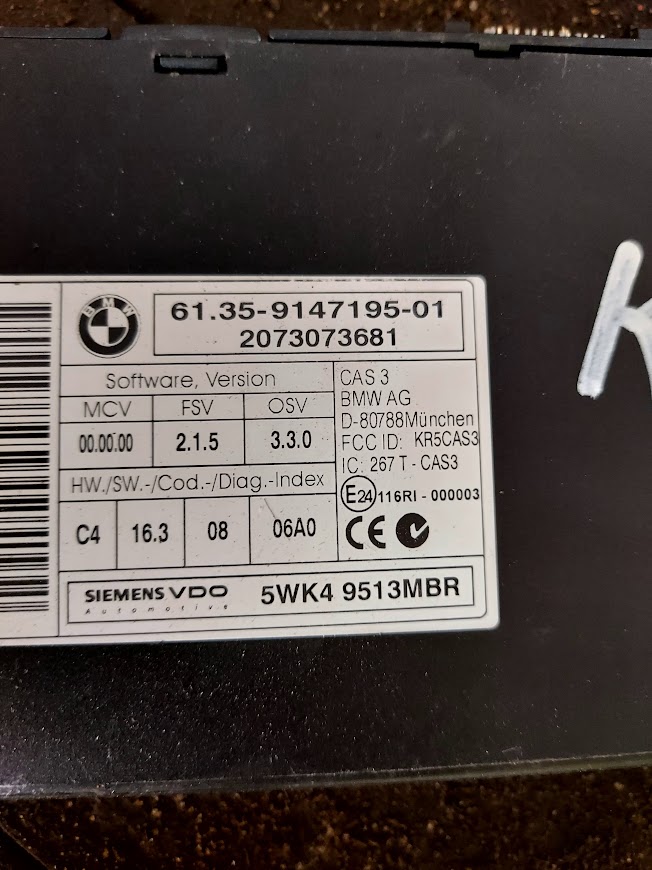 BMW
61.35-9147195-01
2073073681
Software, Version
MCV FSV OSV
00.00.00 2.1.5 3.3.0
HW./SW.-/Cod.-/Diag.-Index
C4 16.3 08 06A0
CAS 3
BMW AG
D-80788München
FCC ID: KR5CAS3
IC: 267 T - CAS3
E24 116RI - 000003
CE N
SIEMENS VDO
Automotive
5WK4 9513MBR
K